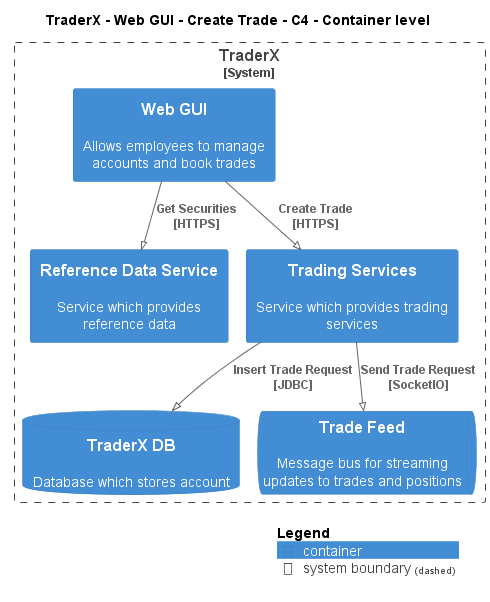 TraderX - Web GUI - Create Trade - C4 - Container level
TraderX
[System]
Web GUI
Allows employees to manage
accounts and book trades
Get Securities
[HTTPS]
Create Trade
[HTTPS]
Reference Data Service
Service which provides
reference data
Trading Services
Service which provides trading
services
Insert Trade Request
[JDBC]
Send Trade Request
[SocketIO]
TraderX DB
Database which stores account
Trade Feed
Message bus for streaming
updates to trades and positions
Legend
container
system boundary (dashed)